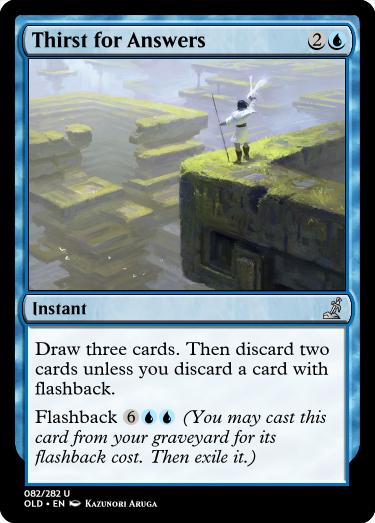 Thirst for Answers 2
Instant
Draw three cards. Then discard two
cards unless you discard a card with
flashback.
Flashback 6 (You may cast this
card from your graveyard for its
flashback cost. Then exile it.)
082/282 U
OLD • EN Kazunori Aruga